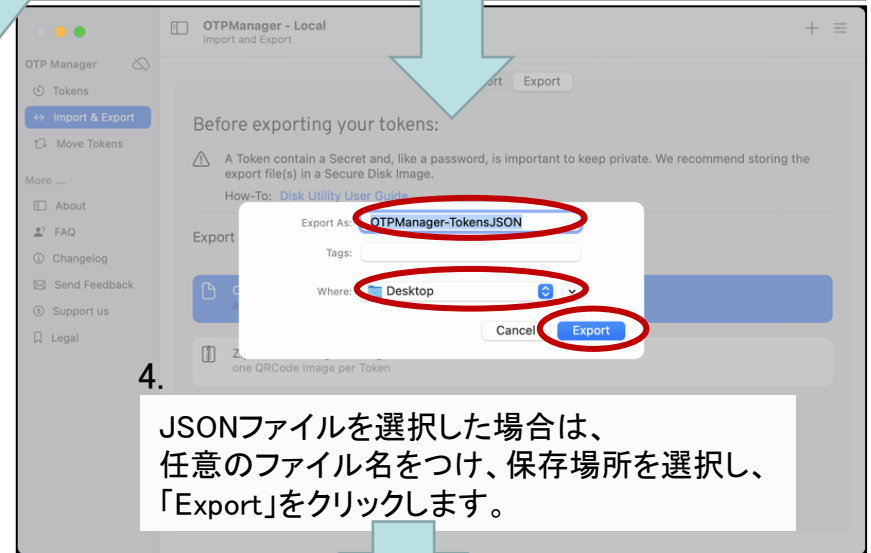 OTPManager - Local
Import and Export
OTP Manager
Tokens
Import & Export
Move Tokens
More ...
About
FAQ
Changelog
Send Feedback
Support us
Legal
Export
Before exporting your tokens:
A Token contain a Secret and, like a password, is important to keep private. We recommend storing the
export file(s) in a Secure Disk Image.
How-To: Disk Utility User Guide
Export
Export As: OTPManager-TokensJSON
Tags:
Where: Desktop
Cancel
Export
one QRCode Image per Token
4.
JSONファイルを選択した場合は、
任意のファイル名をつけ、保存場所を選択し、
「Export」をクリックします。